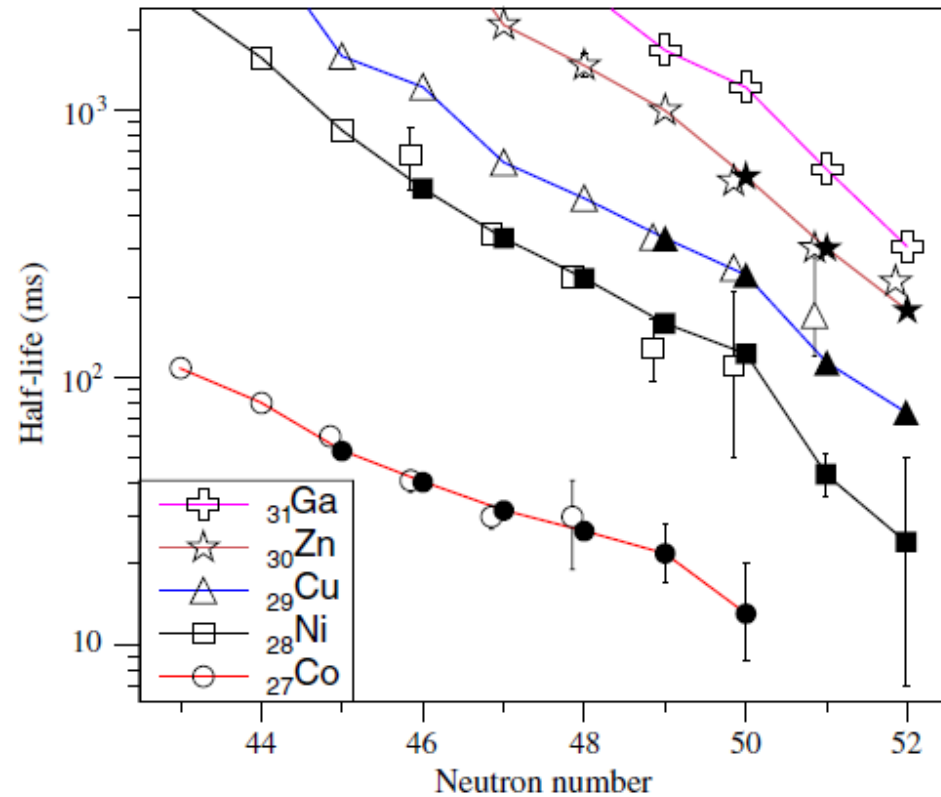 10³
10²
10
Half-life (ms)
₃₁Ga
₃₀Zn
₂₉Cu
₂₈Ni
₂₇Co
44 46 48 50 52
Neutron number